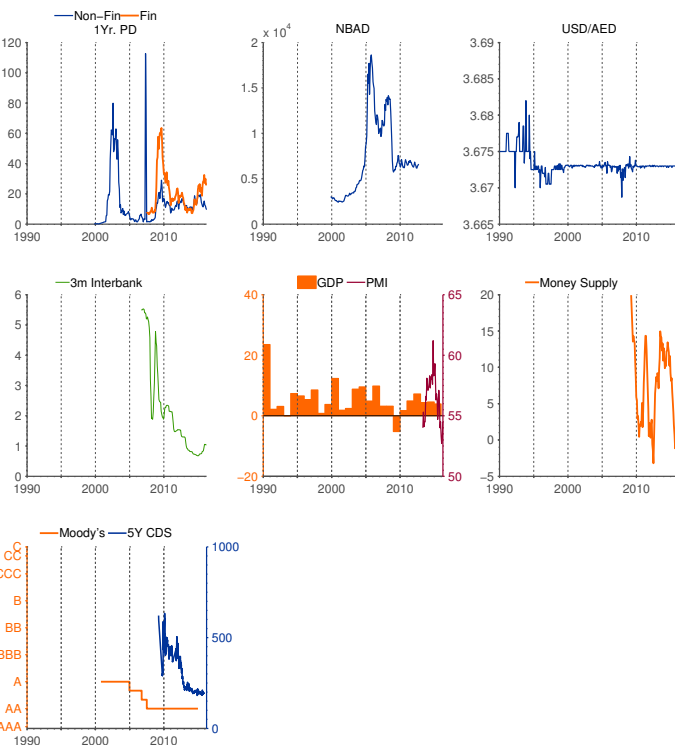 Non−Fin Fin
1Yr. PD
120
100
80
60
40
20
0
1990 2000 2010
NBAD
x 10^4
2
1.5
1
0.5
0
1990 2000 2010
USD/AED
3.69
3.685
3.68
3.675
3.67
3.665
1990 2000 2010
3m Interbank
6
5
4
3
2
1
0
1990 2000 2010
GDP PMI
40
20
0
−20
65
60
55
50
1990 2000 2010
Money Supply
20
15
10
5
0
−5
1990 2000 2010
Moody's 5Y CDS
C
CC
CCC
B
BB
BBB
A
AA
AAA
1000
500
0
1990 2000 2010